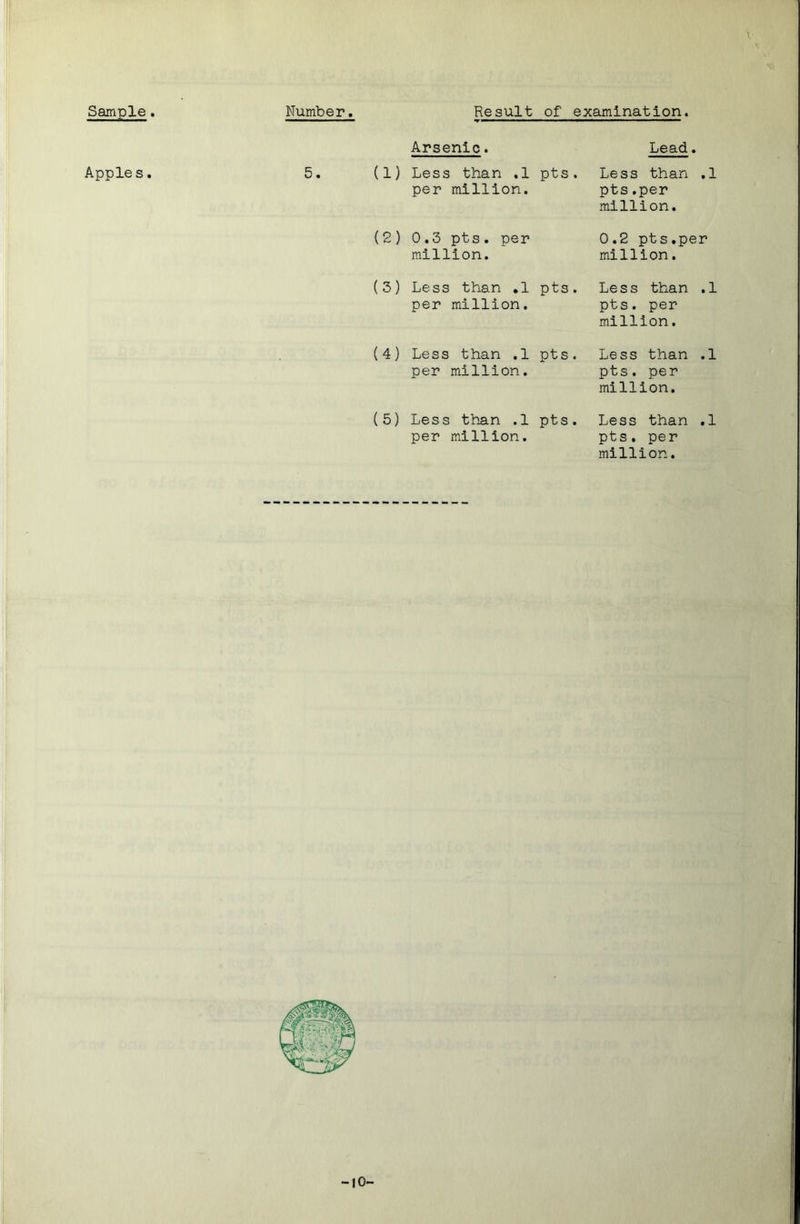 Sample. Number. Result of examination.
Arsenic. Lead.
Apples. 5. (1) Less than .1 pts. Less than .1
per million. pts.per
million.
(2) 0.3 pts. per 0.2 pts.per
million. million.
(3) Less than .1 pts. Less than .1
per million. pts. per
million.
(4) Less than .1 pts. Less than .1
per million. pts. per
million.
(5) Less than .1 pts. Less than .1
per million. pts. per
million.
-10-